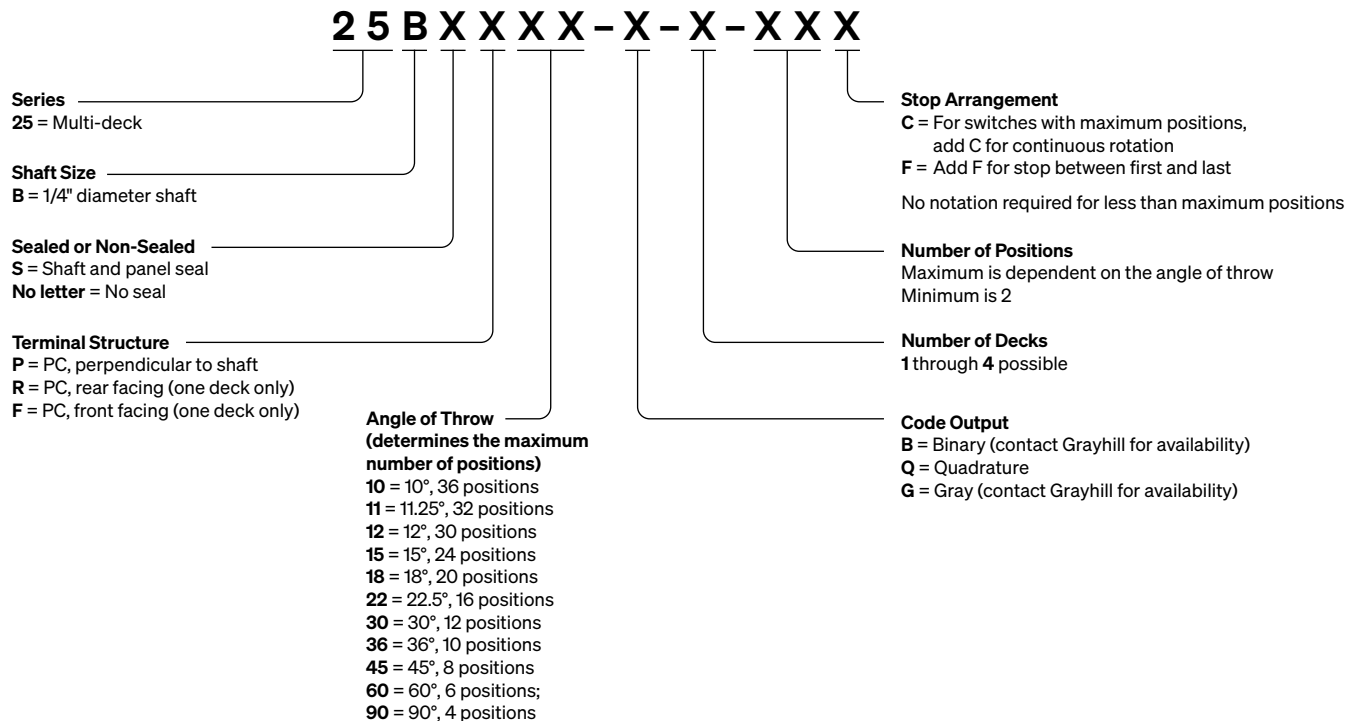 25BXXXX–X–X–XXX
Series
25 = Multi-deck
Shaft Size
B = 1/4" diameter shaft
Sealed or Non-Sealed
S = Shaft and panel seal
No letter = No seal
Terminal Structure
P = PC, perpendicular to shaft
R = PC, rear facing (one deck only)
F = PC, front facing (one deck only)
Angle of Throw
(determines the maximum
number of positions)
10 = 10°, 36 positions
11 = 11.25°, 32 positions
12 = 12°, 30 positions
15 = 15°, 24 positions
18 = 18°, 20 positions
22 = 22.5°, 16 positions
30 = 30°, 12 positions
36 = 36°, 10 positions
45 = 45°, 8 positions
60 = 60°, 6 positions;
90 = 90°, 4 positions
Stop Arrangement
C = For switches with maximum positions,
add C for continuous rotation
F = Add F for stop between first and last
No notation required for less than maximum positions
Number of Positions
Maximum is dependent on the angle of throw
Minimum is 2
Number of Decks
1 through 4 possible
Code Output
B = Binary (contact Grayhill for availability)
Q = Quadrature
G = Gray (contact Grayhill for availability)